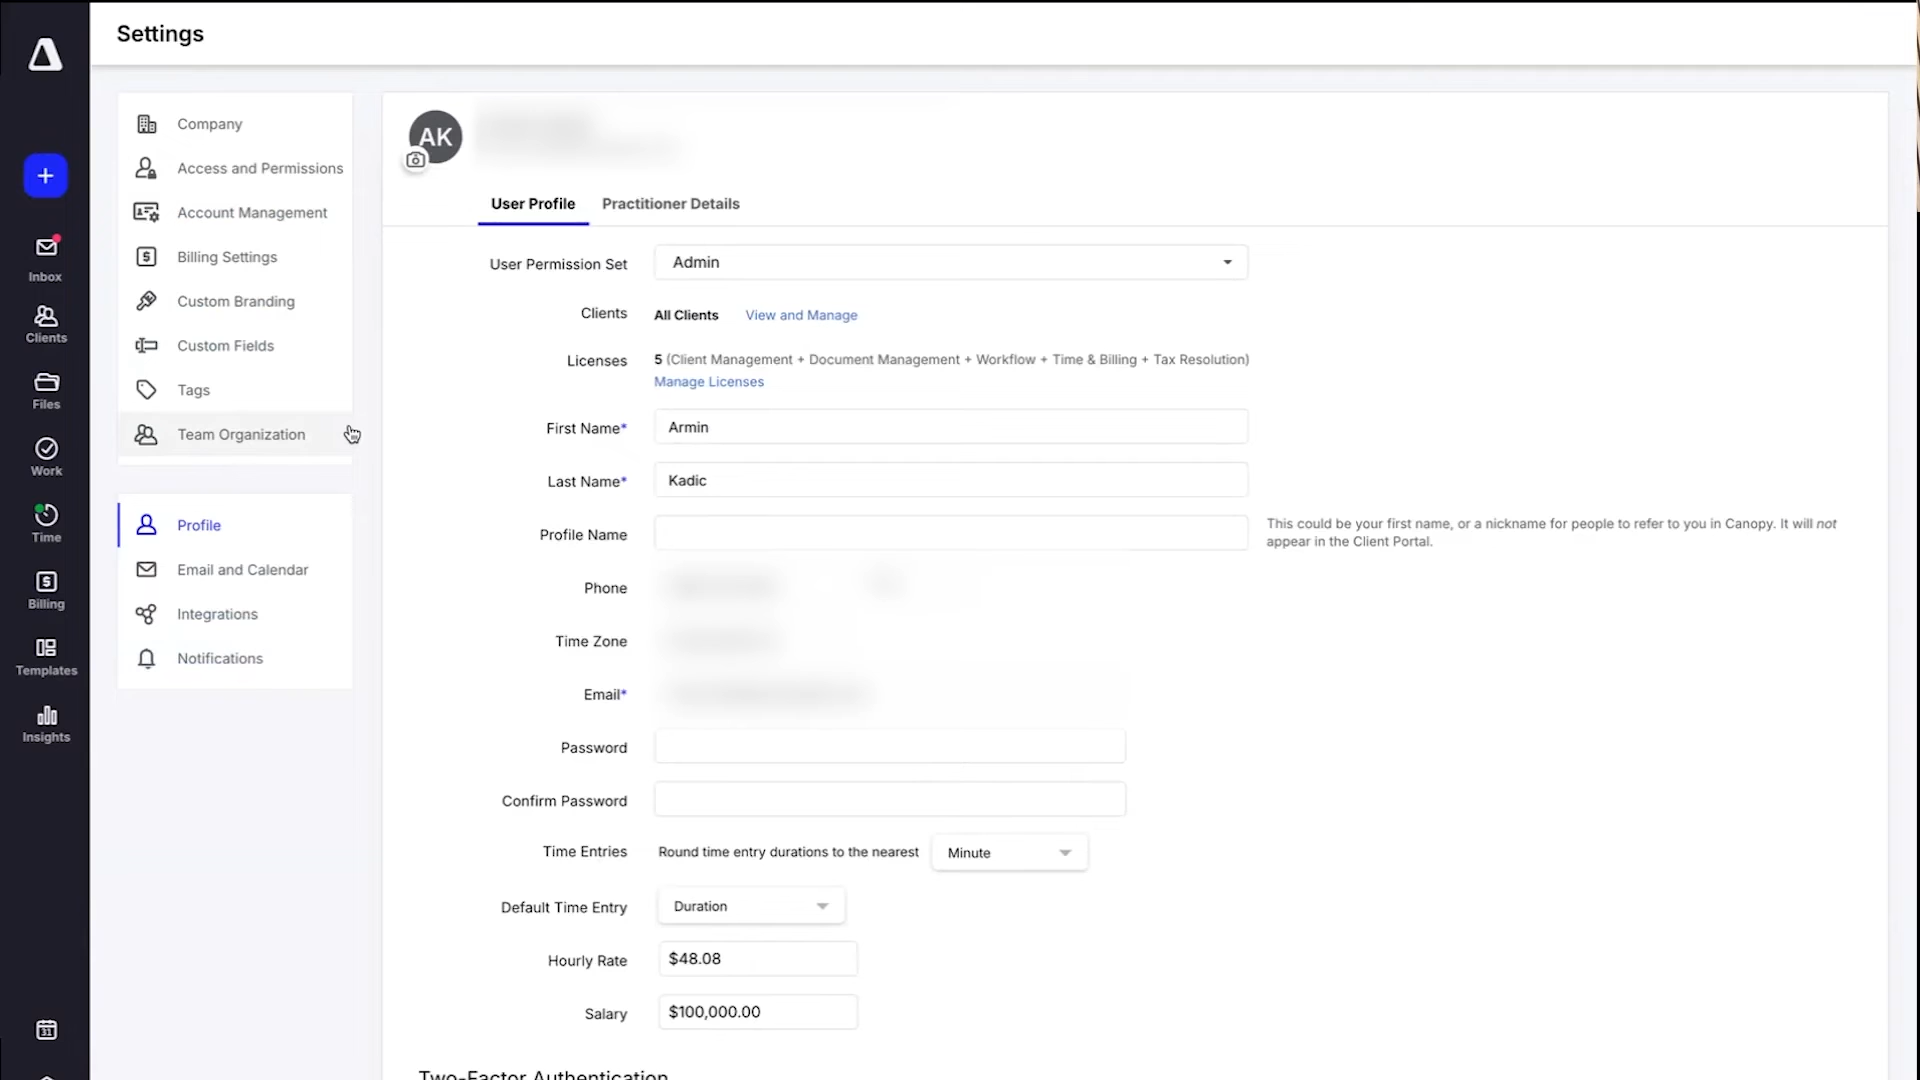 Settings
Inbox
Clients
Files
Work
Time
Billing
Templates
Insights
31
Company
Access and Permissions
Account Management
Billing Settings
Custom Branding
Custom Fields
Tags
Team Organization
Profile
Email and Calendar
Integrations
Notifications
AK
User Profile Practitioner Details
User Permission Set Admin
Clients All Clients View and Manage
Licenses 5 (Client Management + Document Management + Workflow + Time & Billing + Tax Resolution)
Manage Licenses
First Name* Armin
Last Name* Kadic
Profile Name
This could be your first name, or a nickname for people to refer to you in Canopy. It will not
appear in the Client Portal.
Phone
Time Zone
Email*
Password
Confirm Password
Time Entries Round time entry durations to the nearest Minute
Default Time Entry Duration
Hourly Rate $48.08
Salary $100,000.00
Two-Factor Authentication